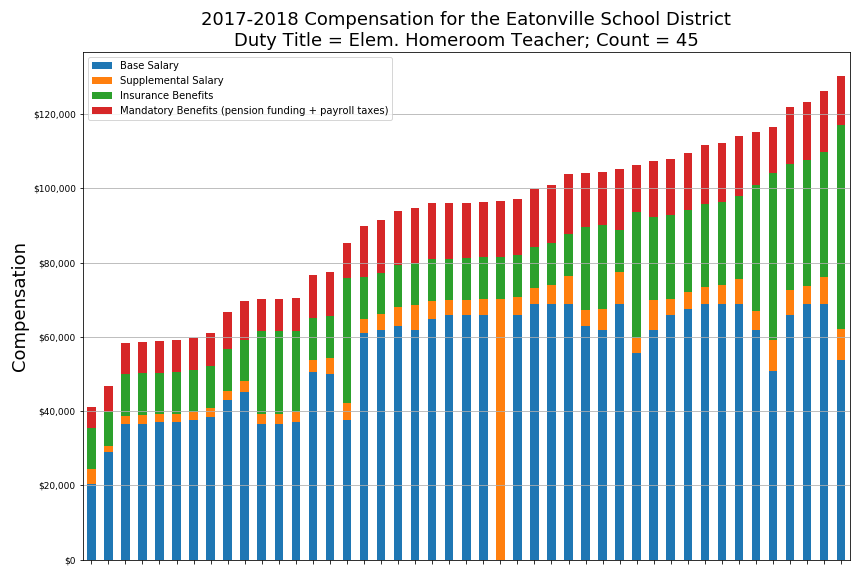 2017-2018 Compensation for the Eatonville School District
Duty Title = Elem. Homeroom Teacher; Count = 45
Base Salary
Supplemental Salary
Insurance Benefits
Mandatory Benefits (pension funding + payroll taxes)
$120,000
$100,000
$80,000
$60,000
$40,000
$20,000
$0
Compensation